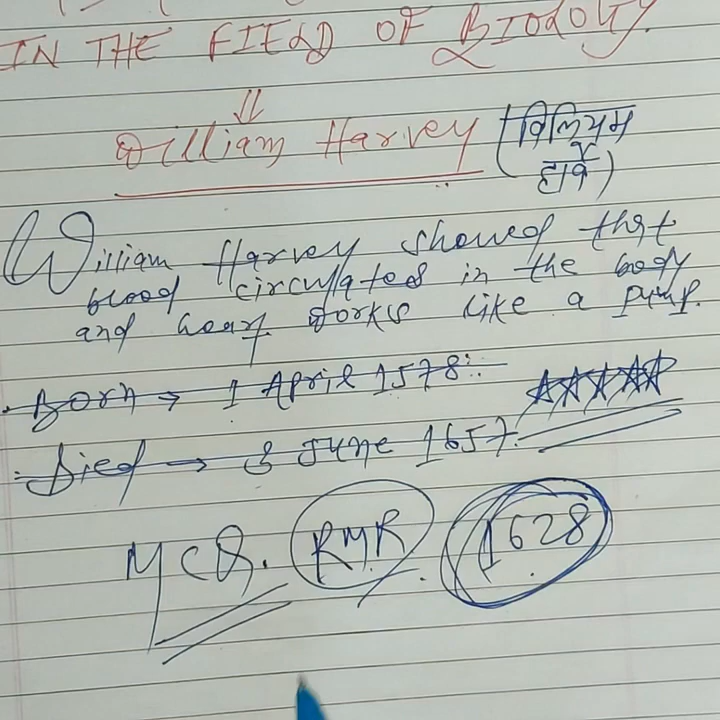 IN THE FIELD OF BIOLOGY.
William Harvey (विलियम
हार्वे)
William Harvey showed that
blood circulated in the body
and heart works like a pump.
Born → 1 April 1578
Died → 3 June 1657.
MCQ. RMR. 1628